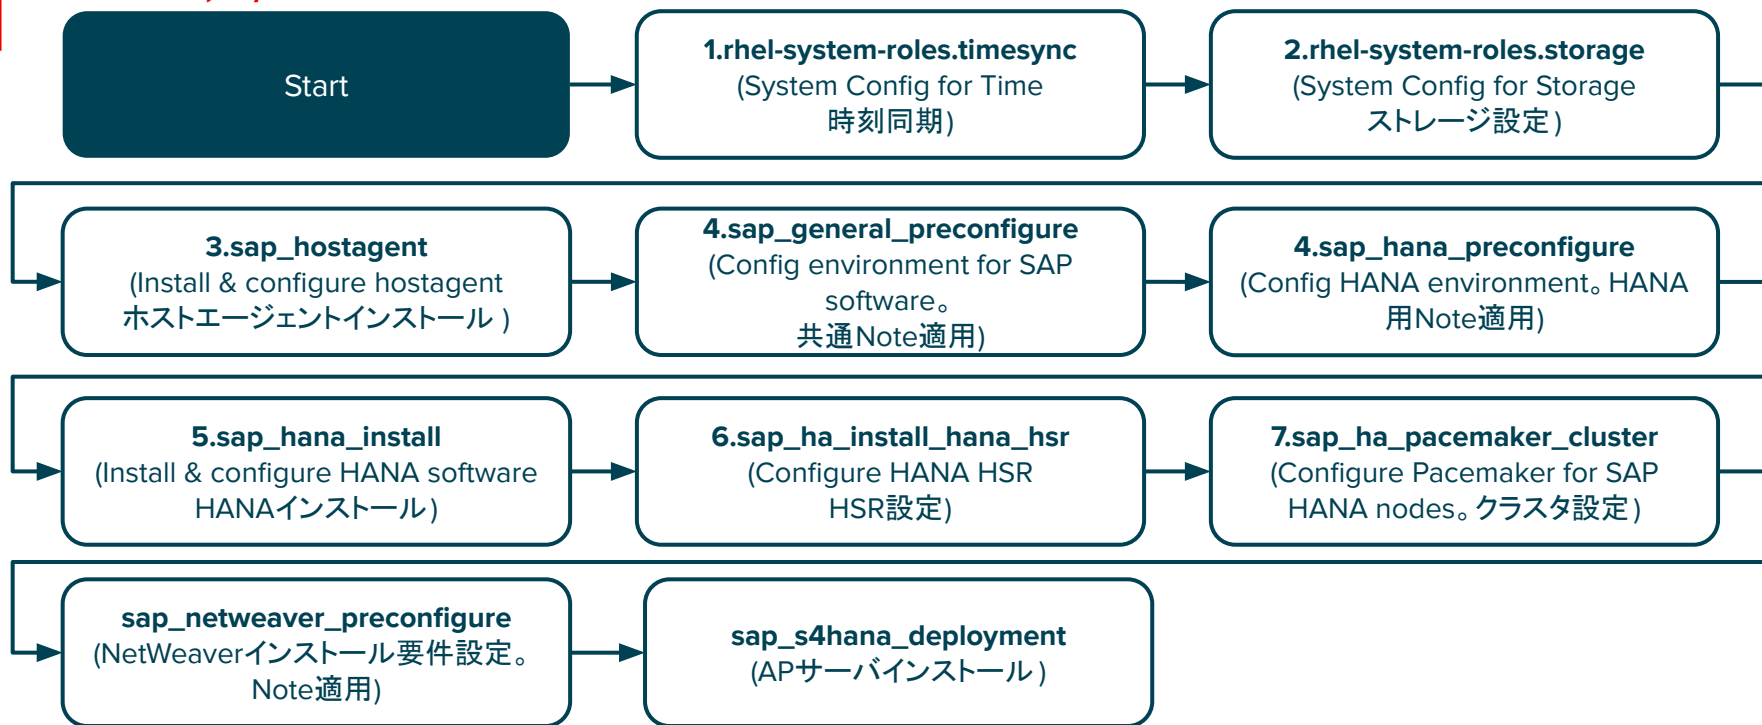 Start
1.rhel-system-roles.timesync
(System Config for Time
時刻同期)
2.rhel-system-roles.storage
(System Config for Storage
ストレージ設定)
3.sap_hostagent
(Install & configure hostagent
ホストエージェントインストール)
4.sap_general_preconfigure
(Config environment for SAP
software。
共通Note適用)
4.sap_hana_preconfigure
(Config HANA environment。HANA
用Note適用)
5.sap_hana_install
(Install & configure HANA software
HANAインストール)
6.sap_ha_install_hana_hsr
(Configure HANA HSR
HSR設定)
7.sap_ha_pacemaker_cluster
(Configure Pacemaker for SAP
HANA nodes。クラスタ設定)
sap_netweaver_preconfigure
(NetWeaverインストール要件設定。
Note適用)
sap_s4hana_deployment
(APサーバインストール)